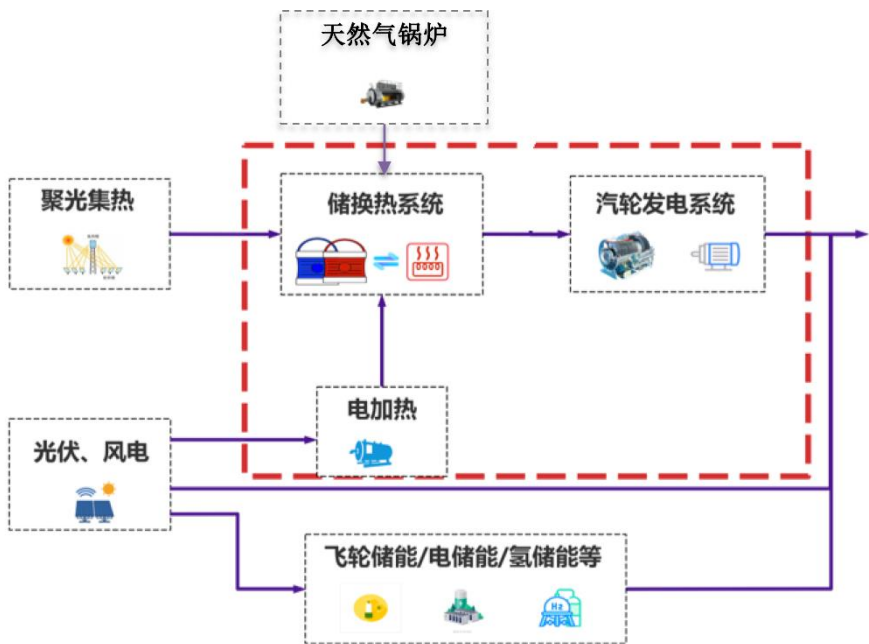 天然气锅炉
聚光集热
储换热系统
汽轮发电系统
电加热
光伏、风电
飞轮储能/电储能/氢储能等
H2